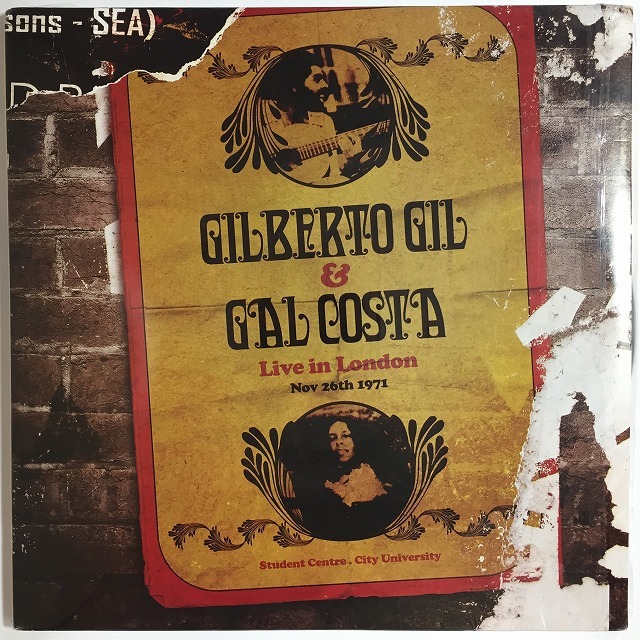 sons - SEA)
GILBERTO GIL
&
GAL COSTA
Live in London
Nov 26th 1971
Student Centre . City University